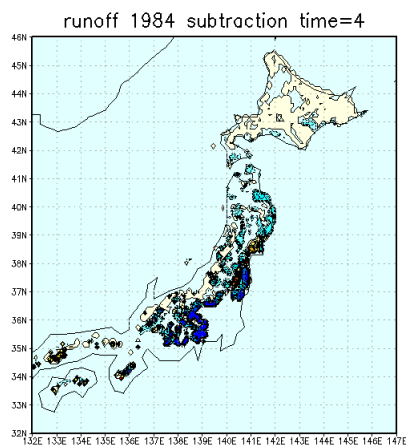 runoff 1984 subtraction time=4
46N
45N
44N
43N
42N
41N
40N
39N
38N
37N
36N
35N
34N
33N
32N
132E 133E 134E 135E 136E 137E 138E 139E 140E 141E 142E 143E 144E 145E 146E 147E